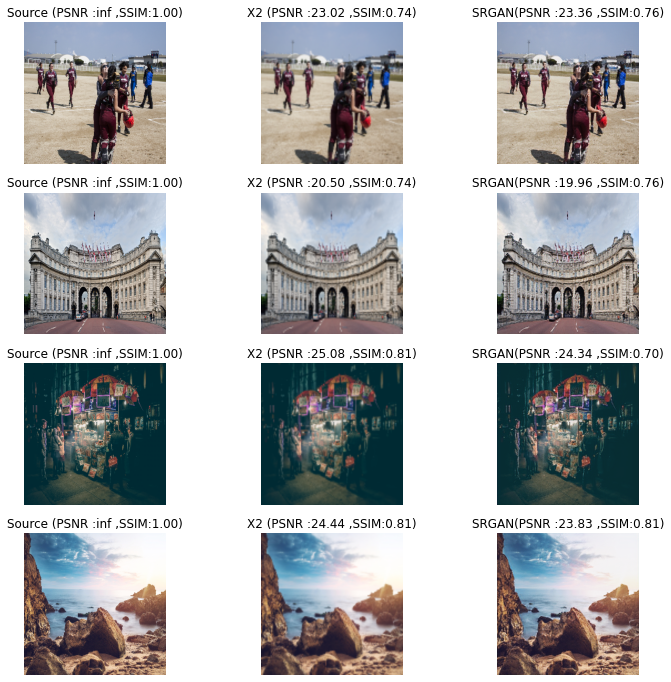 Source (PSNR :inf ,SSIM:1.00)
X2 (PSNR :23.02 ,SSIM:0.74)
SRGAN(PSNR :23.36 ,SSIM:0.76)
Source (PSNR :inf ,SSIM:1.00)
X2 (PSNR :20.50 ,SSIM:0.74)
SRGAN(PSNR :19.96 ,SSIM:0.76)
Source (PSNR :inf ,SSIM:1.00)
X2 (PSNR :25.08 ,SSIM:0.81)
SRGAN(PSNR :24.34 ,SSIM:0.70)
Source (PSNR :inf ,SSIM:1.00)
X2 (PSNR :24.44 ,SSIM:0.81)
SRGAN(PSNR :23.83 ,SSIM:0.81)